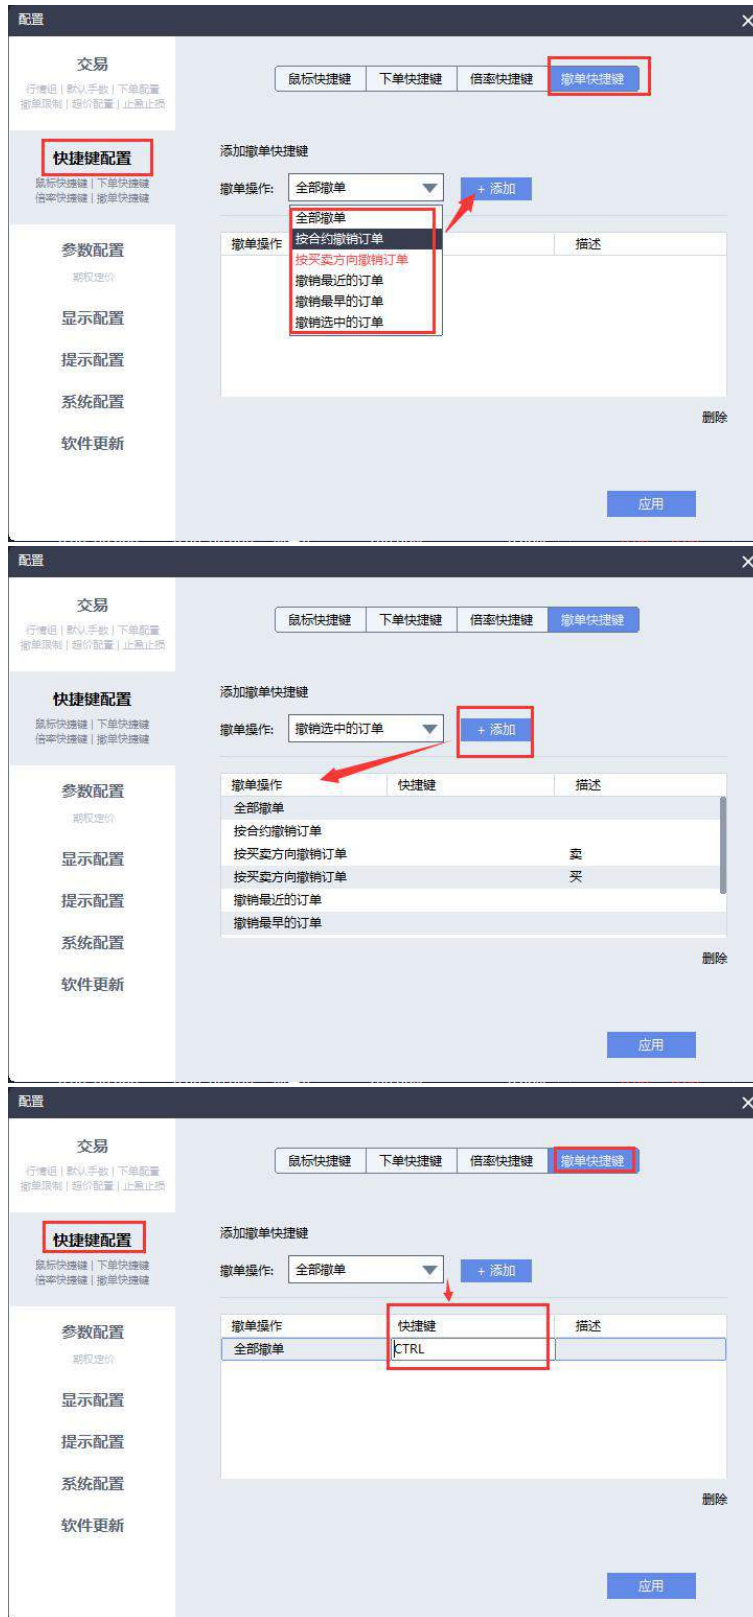 配置
交易
行情组 | 默认手数 | 下单配置
撤单限制 | 超价配置 | 止盈止损
快捷键配置
鼠标快捷键 | 下单快捷键
倍率快捷键 | 撤单快捷键
参数配置
期权定价
显示配置
提示配置
系统配置
软件更新
鼠标快捷键 下单快捷键 倍率快捷键 撤单快捷键
添加撤单快捷键
撤单操作: 全部撤单 + 添加
全部撤单
按合约撤销订单
按买卖方向撤销订单
撤销最近的订单
撤销最早的订单
撤销选中的订单
撤单操作 描述
删除
应用
配置
交易
行情组 | 默认手数 | 下单配置
撤单限制 | 超价配置 | 止盈止损
快捷键配置
鼠标快捷键 | 下单快捷键
倍率快捷键 | 撤单快捷键
参数配置
期权定价
显示配置
提示配置
系统配置
软件更新
鼠标快捷键 下单快捷键 倍率快捷键 撤单快捷键
添加撤单快捷键
撤单操作: 撤销选中的订单 + 添加
撤单操作 快捷键 描述
全部撤单
按合约撤销订单
按买卖方向撤销订单 卖
按买卖方向撤销订单 买
撤销最近的订单
撤销最早的订单
删除
应用
配置
交易
行情组 | 默认手数 | 下单配置
撤单限制 | 超价配置 | 止盈止损
快捷键配置
鼠标快捷键 | 下单快捷键
倍率快捷键 | 撤单快捷键
参数配置
期权定价
显示配置
提示配置
系统配置
软件更新
鼠标快捷键 下单快捷键 倍率快捷键 撤单快捷键
添加撤单快捷键
撤单操作: 全部撤单 + 添加
撤单操作 快捷键 描述
全部撤单 CTRL
删除
应用